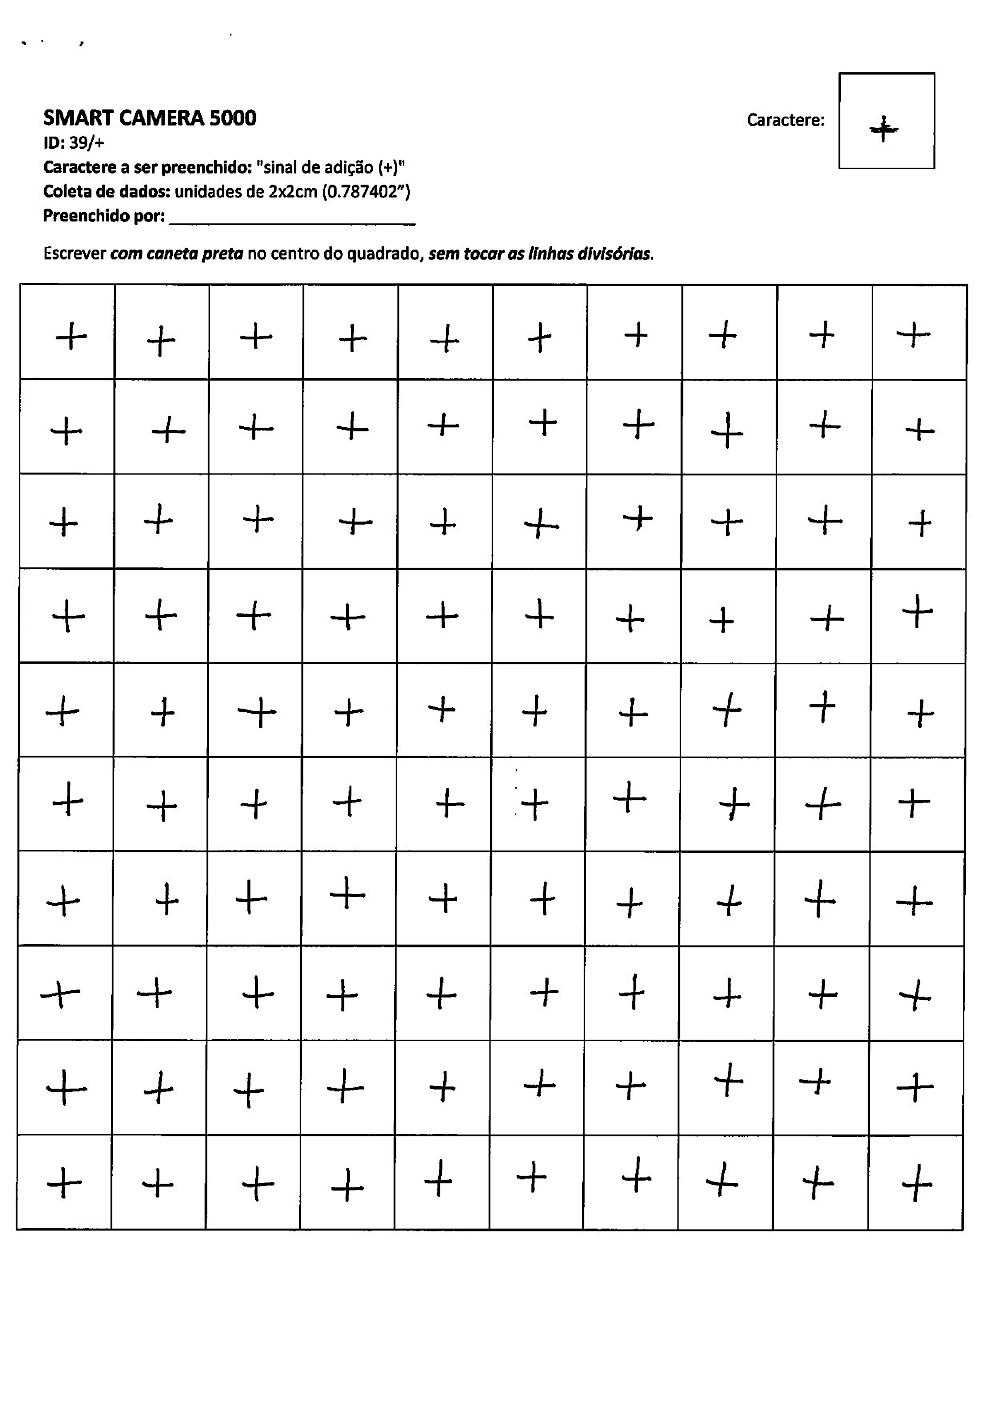 SMART CAMERA 5000
ID: 39/+
Caractere a ser preenchido: "sinal de adição (+)"
Coleta de dados: unidades de 2x2cm (0.787402”)
Preenchido por: ____________________
Caractere: +
Escrever com caneta preta no centro do quadrado, sem tocar as linhas divisórias.
+ + + + + + + + + +
+ + + + + + + + + +
+ + + + + + + + + +
+ + + + + + + + + +
+ + + + + + + + + +
+ + + + + + + + + +
+ + + + + + + + + +
+ + + + + + + + + +
+ + + + + + + + + +
+ + + + + + + + + +